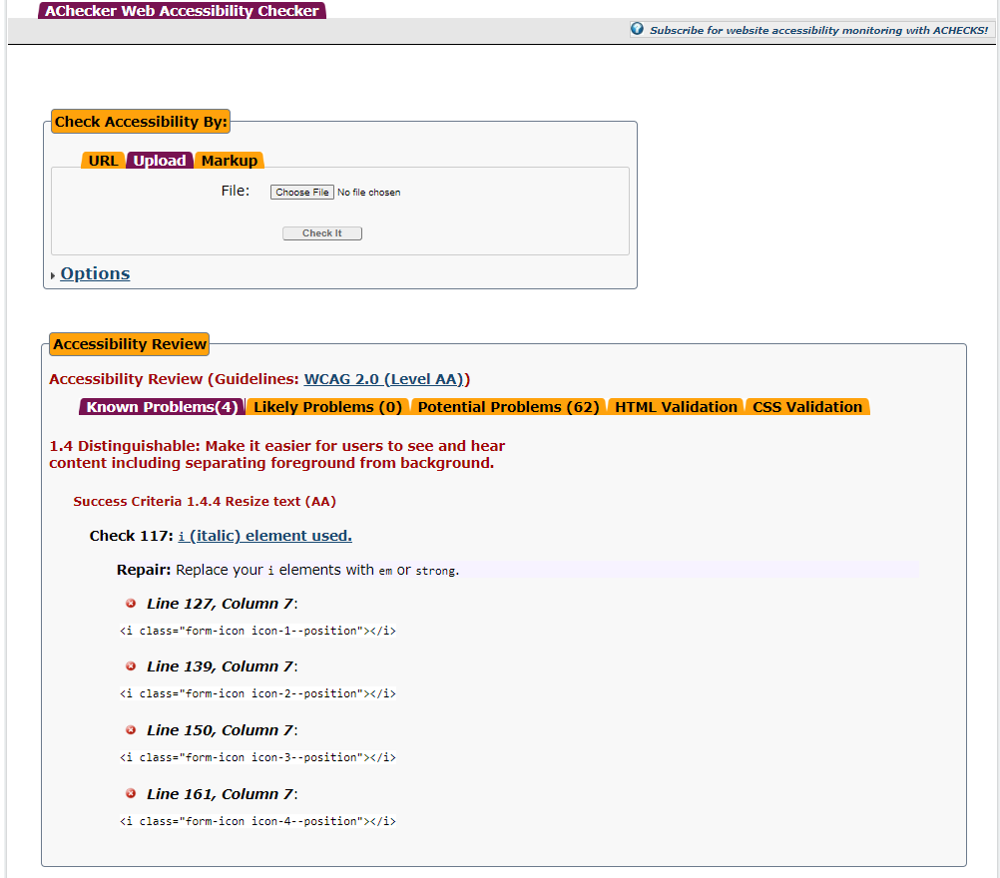 AChecker Web Accessibility Checker
Subscribe for website accessibility monitoring with ACHECKS!
Check Accessibility By:
URL Upload Markup
File: Choose File No file chosen
Check It
Options
Accessibility Review
Accessibility Review (Guidelines: WCAG 2.0 (Level AA))
Known Problems(4) Likely Problems (0) Potential Problems (62) HTML Validation CSS Validation
1.4 Distinguishable: Make it easier for users to see and hear
content including separating foreground from background.
Success Criteria 1.4.4 Resize text (AA)
Check 117: i (italic) element used.
Repair: Replace your i elements with em or strong.
Line 127, Column 7:
<i class="form-icon icon-1--position"></i>
Line 139, Column 7:
<i class="form-icon icon-2--position"></i>
Line 150, Column 7:
<i class="form-icon icon-3--position"></i>
Line 161, Column 7:
<i class="form-icon icon-4--position"></i>